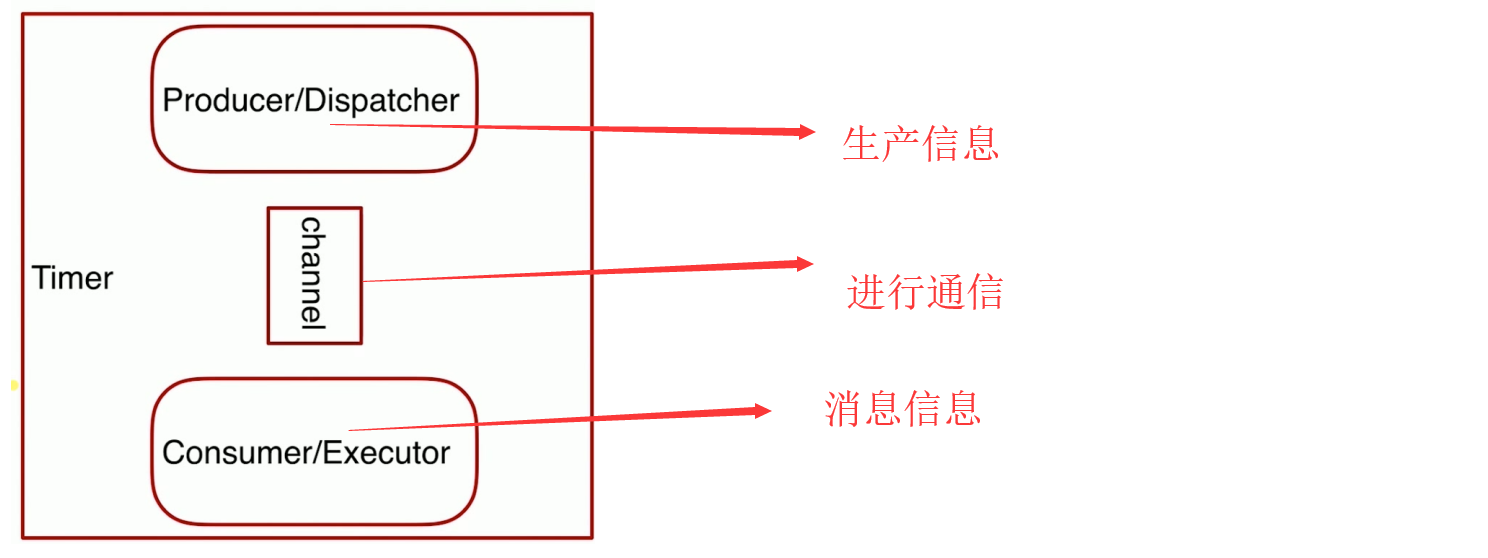 Producer/Dispatcher
生产信息
channel
Timer
进行通信
消息信息
Consumer/Executor